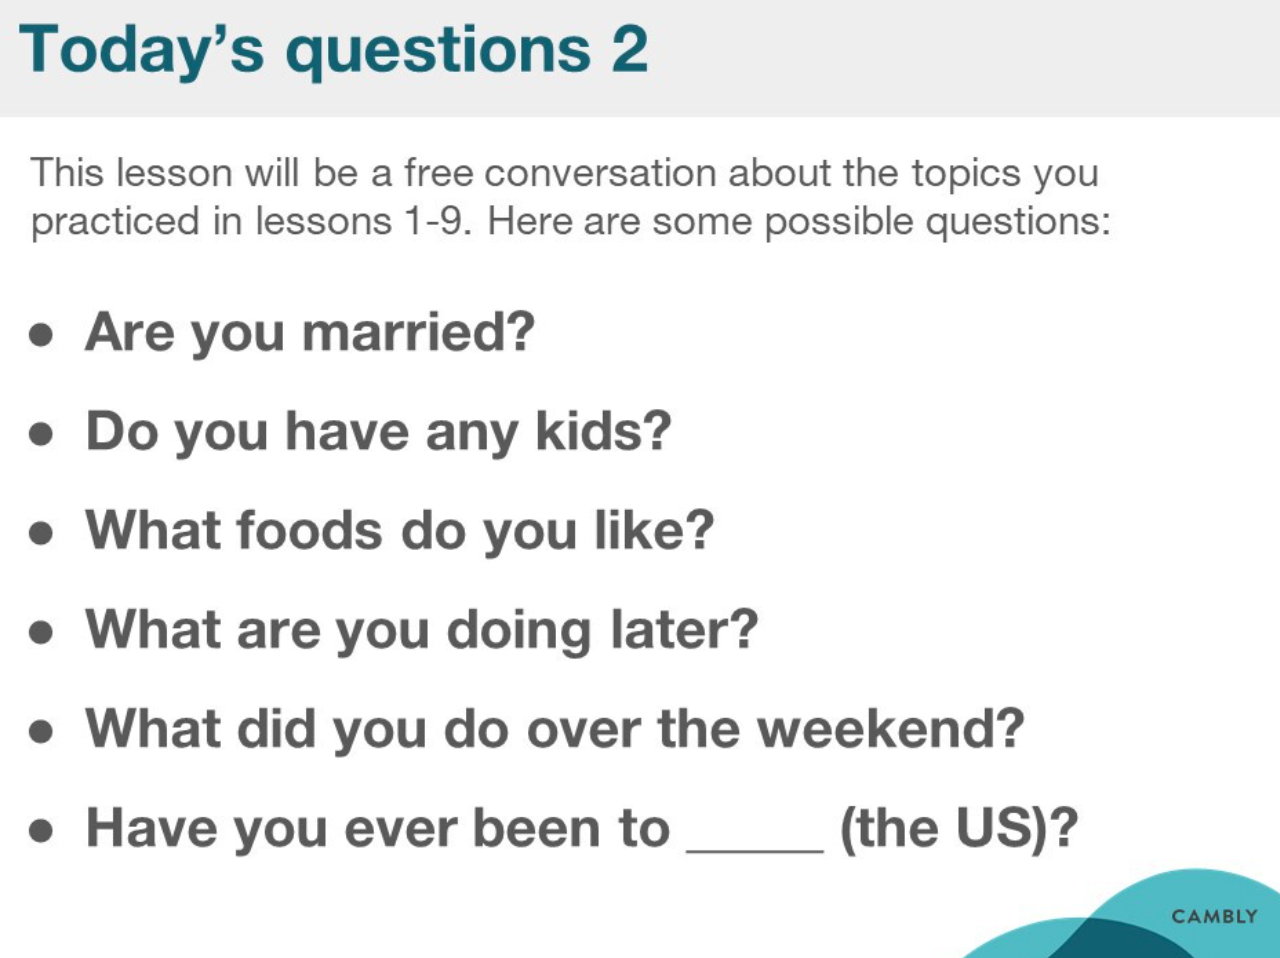 Today’s questions 2
This lesson will be a free conversation about the topics you
practiced in lessons 1-9. Here are some possible questions:
● Are you married?
● Do you have any kids?
● What foods do you like?
● What are you doing later?
● What did you do over the weekend?
● Have you ever been to _____ (the US)?
CAMBLY